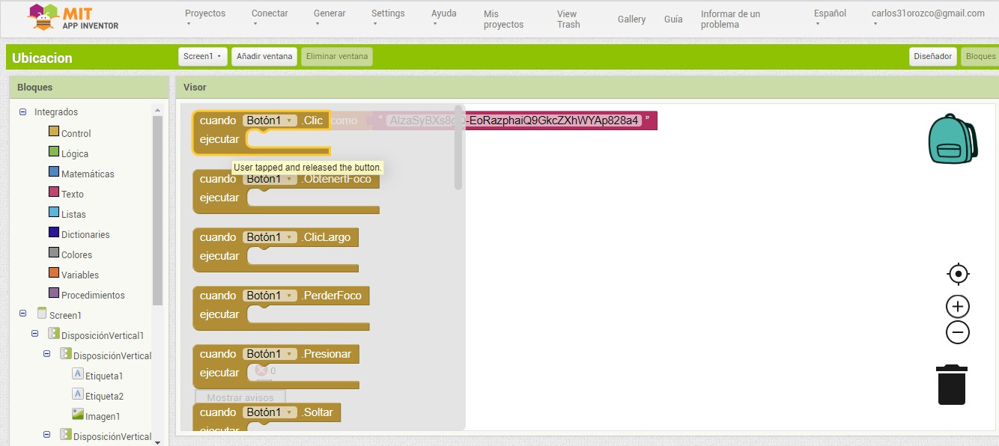 MIT
APP INVENTOR
Proyectos
Conectar
Generar
Settings
Ayuda
Mis
proyectos
View
Trash
Gallery
Guía
Informar de un
problema
Español
carlos31orozco@gmail.com
Ubicacion
Screen1
Añadir ventana
Eliminar ventana
Diseñador
Bloques
Bloques
Integrados
Control
Lógica
Matemáticas
Texto
Listas
Dictionaries
Colores
Variables
Procedimientos
Screen1
DisposiciónVertical1
DisposiciónVertical
Etiqueta1
Etiqueta2
Imagen1
DisposiciónVertical
Visor
cuando Botón1 .Clic como
ejecutar
User tapped and released the button.
cuando Botón1 .ObtenertFoco
ejecutar
cuando Botón1 .ClicLargo
ejecutar
cuando Botón1 .PerderFoco
ejecutar
cuando Botón1 .Presionar
ejecutar
0
Mostrar avisos
cuando Botón1 .Soltar
ejecutar